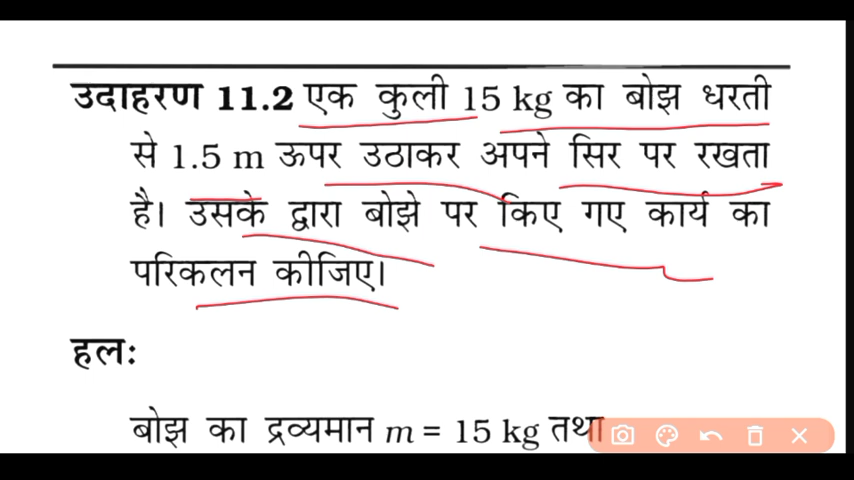 उदाहरण 11.2 एक कुली 15 kg का बोझ धरती
से 1.5 m ऊपर उठाकर अपने सिर पर रखता
है। उसके द्वारा बोझे पर किए गए कार्य का
परिकलन कीजिए।
हलः
बोझ का द्रव्यमान m = 15 kg तथा